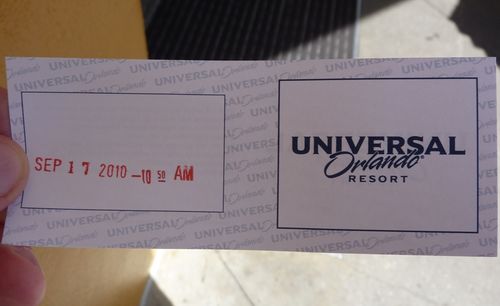 SEP 17 2010 -10 50 AM
UNIVERSAL
Orlando®
RESORT